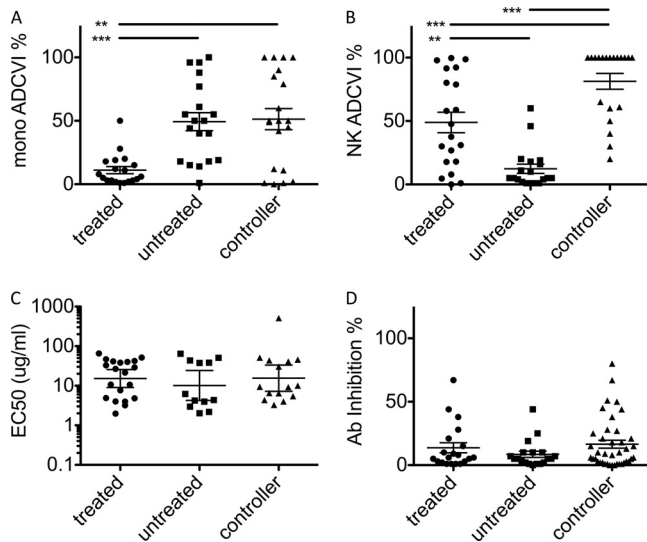 A
**
***
mono ADCVI %
100
50
0
treated
untreated
controller
B
***
***
**
NK ADCVI %
100
50
0
treated
untreated
controller
C
EC50 (ug/ml)
1000
100
10
1
0.1
treated
untreated
controller
D
Ab Inhibition %
100
50
0
treated
untreated
controller